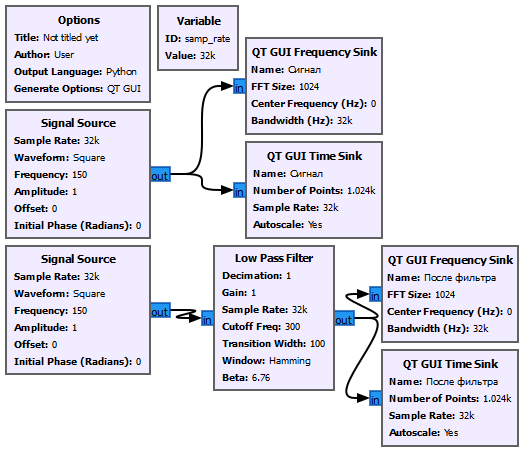 Options
Title: Not titled yet
Author: User
Output Language: Python
Generate Options: QT GUI
Variable
ID: samp_rate
Value: 32k
QT GUI Frequency Sink
Name: Сигнал
FFT Size: 1024
Center Frequency (Hz): 0
Bandwidth (Hz): 32k
in
Signal Source
Sample Rate: 32k
Waveform: Square
Frequency: 150
Amplitude: 1
Offset: 0
Initial Phase (Radians): 0
out
QT GUI Time Sink
Name: Сигнал
Number of Points: 1.024k
Sample Rate: 32k
Autoscale: Yes
in
Signal Source
Sample Rate: 32k
Waveform: Square
Frequency: 150
Amplitude: 1
Offset: 0
Initial Phase (Radians): 0
out
Low Pass Filter
Decimation: 1
Gain: 1
Sample Rate: 32k
Cutoff Freq: 300
Transition Width: 100
Window: Hamming
Beta: 6.76
in
out
QT GUI Frequency Sink
Name: После фильтра
FFT Size: 1024
Center Frequency (Hz): 0
Bandwidth (Hz): 32k
in
QT GUI Time Sink
Name: После фильтра
Number of Points: 1.024k
Sample Rate: 32k
Autoscale: Yes
in